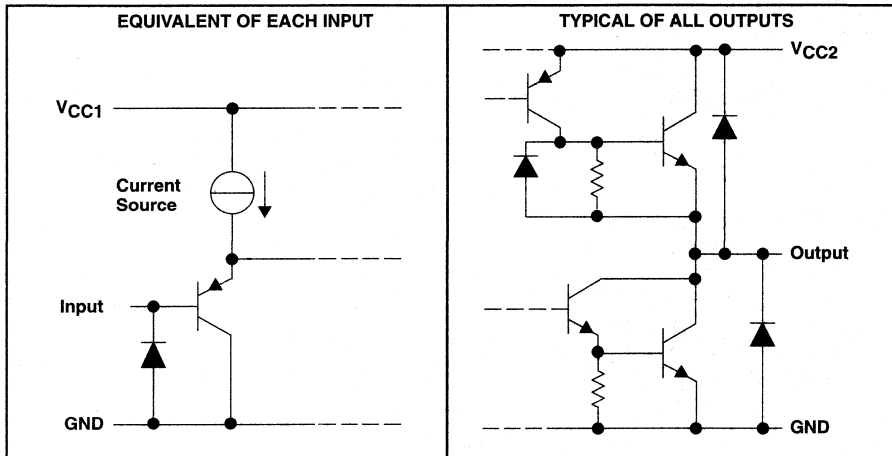 EQUIVALENT OF EACH INPUT
VCC1
Current
Source
Input
GND
TYPICAL OF ALL OUTPUTS
VCC2
Output
GND